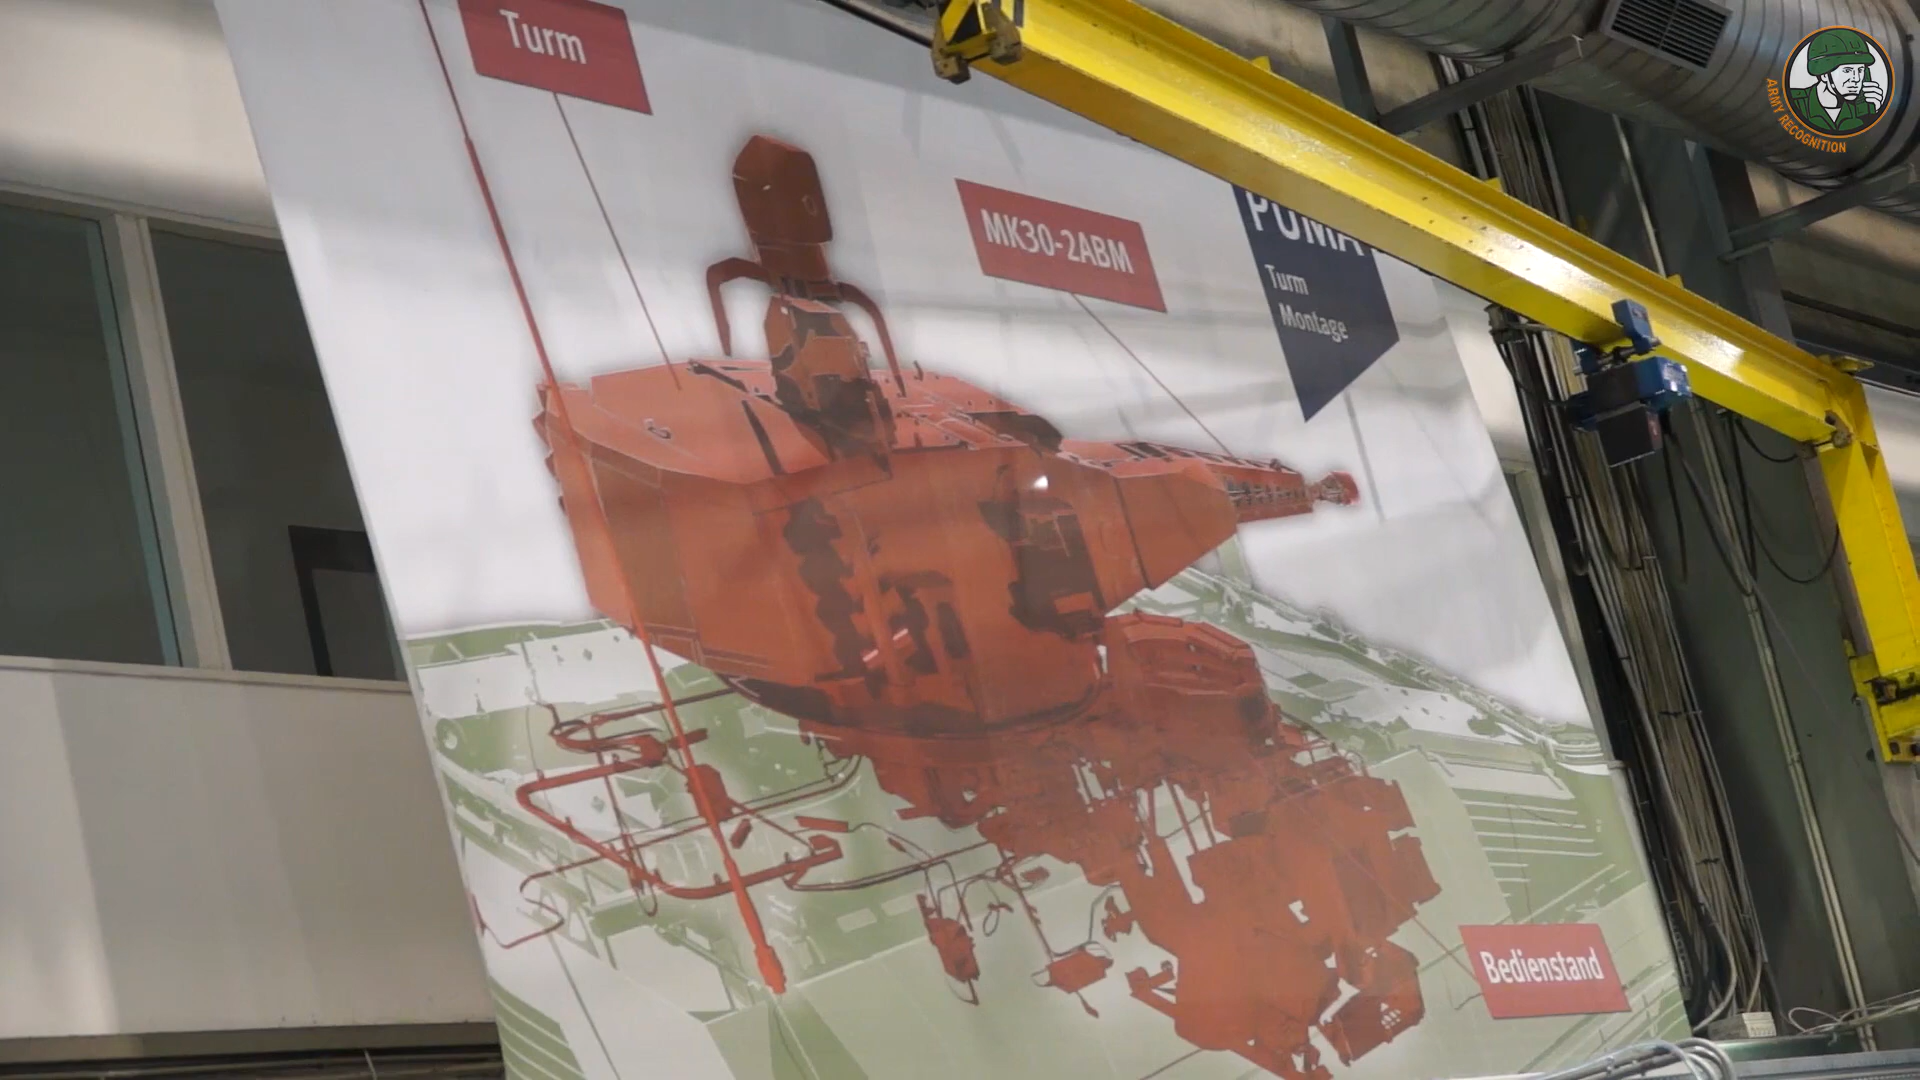 Turm
MK30-2ABM
PUMA
Turm
Montage
Bedienstand
ARMY RECOGNITION